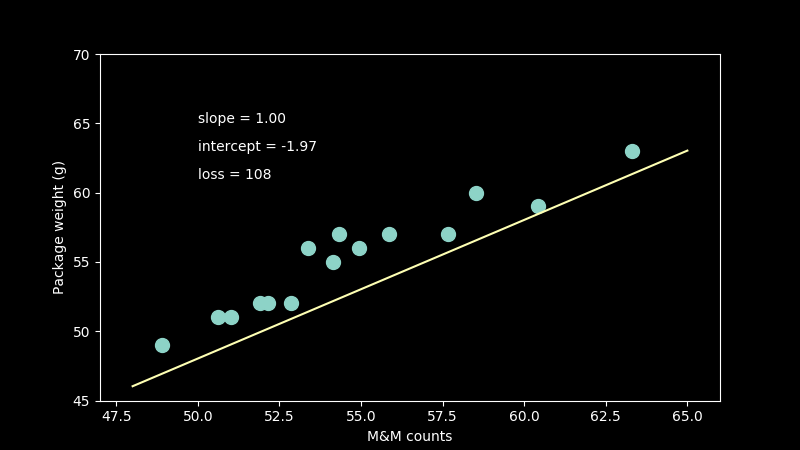 70
65
60
55
50
45
Package weight (g)
slope = 1.00
intercept = -1.97
loss = 108
47.5 50.0 52.5 55.0 57.5 60.0 62.5 65.0
M&M counts